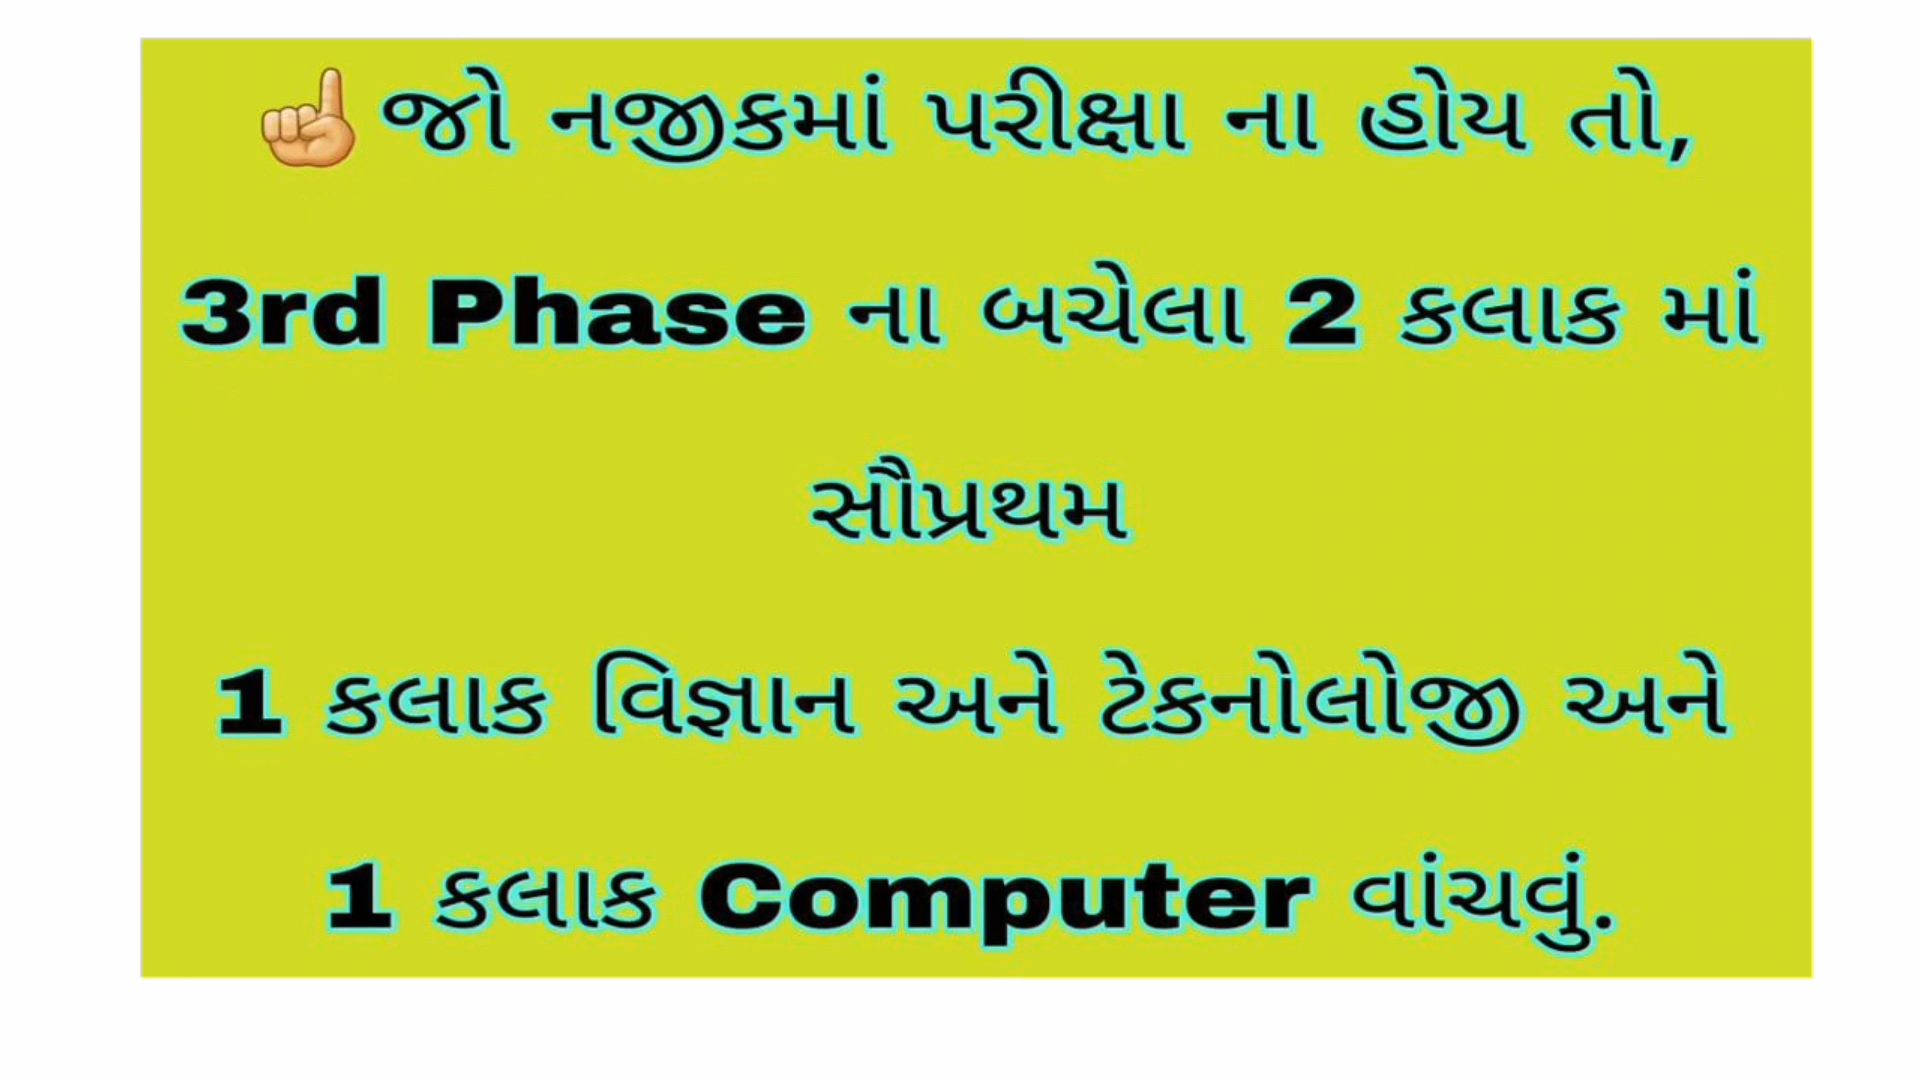 ☝જો નજીકમાં પરીક્ષા ના હોય તો,
3rd Phase ના બચેલા 2 કલાક માં
સૌપ્રથમ
1 કલાક વિજ્ઞાન અને ટેકનોલોજી અને
1 કલાક Computer વાંચવું.